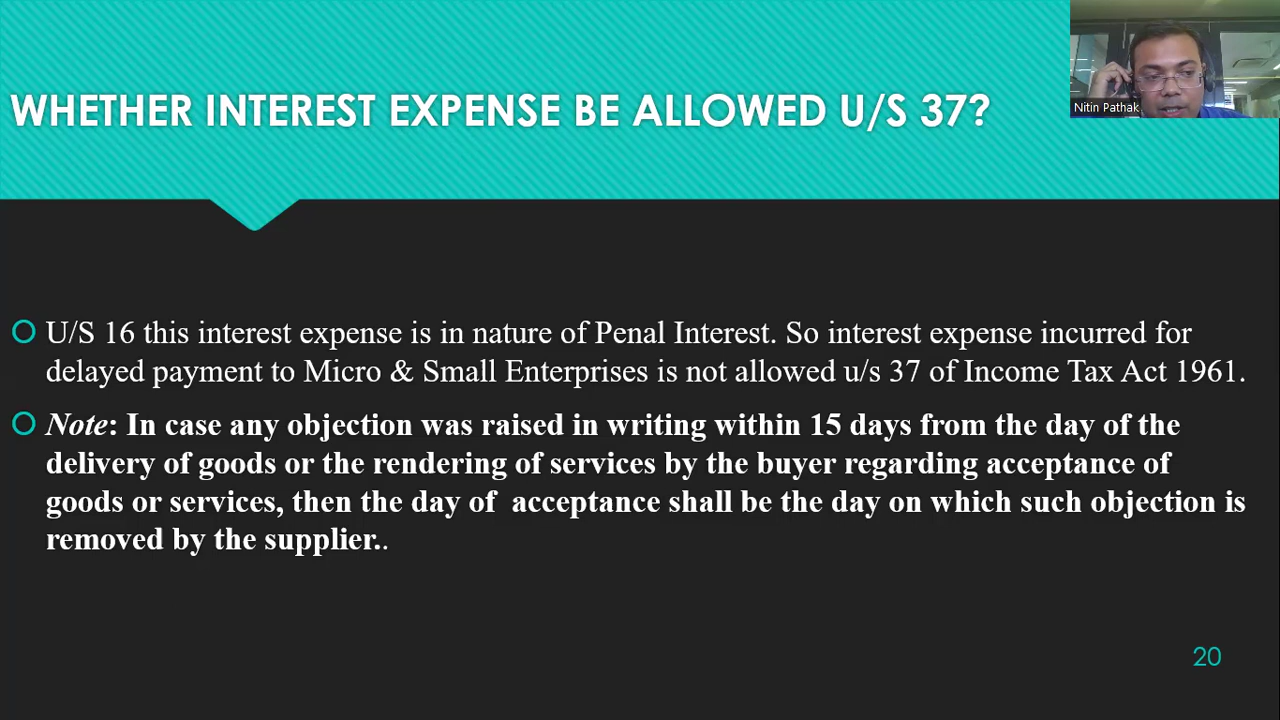 WHETHER INTEREST EXPENSE BE ALLOWED U/S 37?
Nitin Pathak
U/S 16 this interest expense is in nature of Penal Interest. So interest expense incurred for
delayed payment to Micro & Small Enterprises is not allowed u/s 37 of Income Tax Act 1961.
Note: In case any objection was raised in writing within 15 days from the day of the
delivery of goods or the rendering of services by the buyer regarding acceptance of
goods or services, then the day of acceptance shall be the day on which such objection is
removed by the supplier..
20